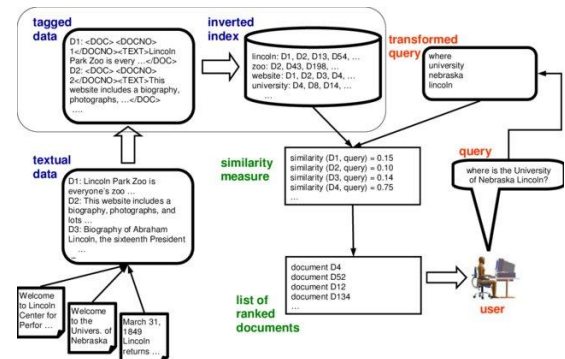 tagged
data
D1: <DOC> <DOCNO>
1</DOCNO><TEXT>Lincoln
Park Zoo is every …</DOC>
D2: <DOC> <DOCNO>
2</DOCNO><TEXT>This
website includes a biography,
photographs, …</DOC>
….
inverted
index
lincoln: D1, D2, D13, D54, …
zoo: D2, D43, D198, …
website: D1, D2, D3, D4, …
university: D4, D8, D14, …
…
transformed
query
where
university
nebraska
lincoln
textual
data
D1: Lincoln Park Zoo is
everyone's zoo …
D2: This website includes a
biography, photographs, and
lots …
D3: Biography of Abraham
Lincoln, the sixteenth President
…
similarity
measure
similarity (D1, query) = 0.15
similarity (D2, query) = 0.10
similarity (D3, query) = 0.14
similarity (D4, query) = 0.75
…
query
where is the University
of Nebraska Lincoln?
Welcome
to Lincoln
Center for
Perfor …
Welcome
to the
Univers. of
Nebraska
March 31,
1849
Lincoln
returns …
list of
ranked
documents
document D4
document D52
document D12
document D134
…
user